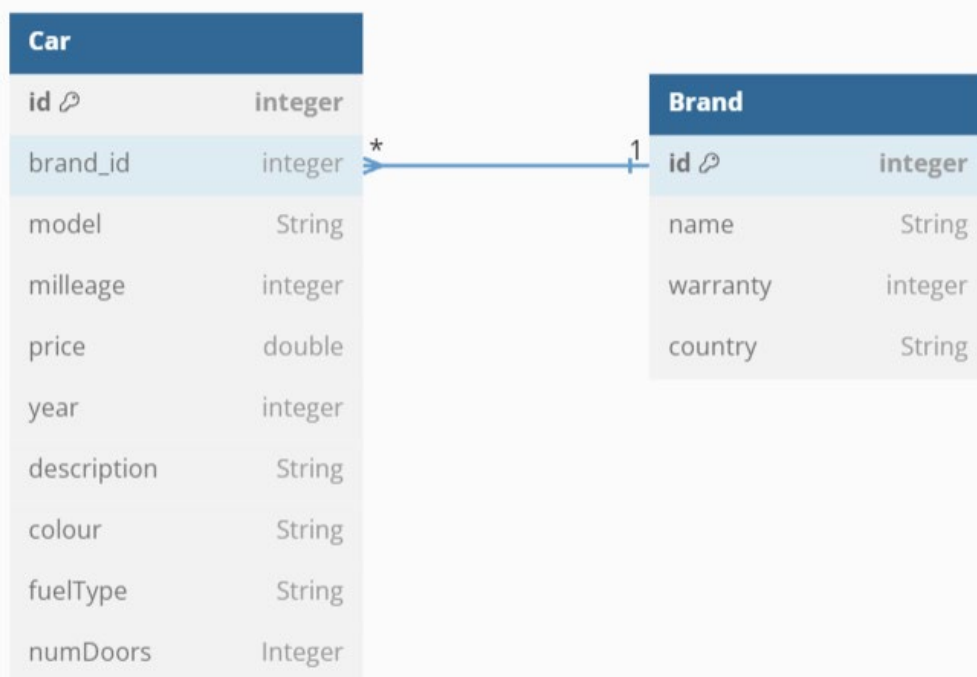 Car
id integer
brand_id integer
model String
milleage integer
price double
year integer
description String
colour String
fuelType String
numDoors Integer
* 1
Brand
id integer
name String
warranty integer
country String